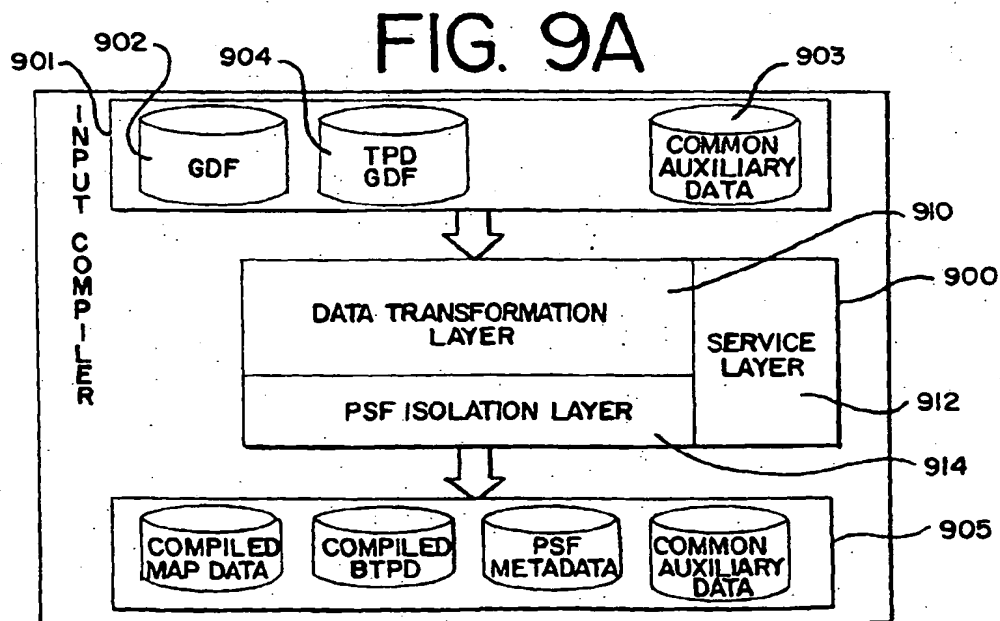 FIG. 9A
901
902
904
903
INPUT COMPILER
GDF
TPD
GDF
COMMON
AUXILIARY
DATA
910
900
DATA TRANSFORMATION
LAYER
SERVICE
LAYER
912
PSF ISOLATION LAYER
914
905
COMPILED
MAP DATA
COMPILED
BTPD
PSF
METADATA
COMMON
AUXILIARY
DATA